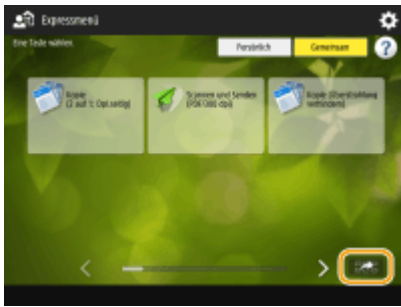 Expressmenü
Eine Taste wählen.
Persönlich
Gemeinsam
?
Kopie
(2 auf 1: Dpl.seitig)
Scannen und Senden
(PDF/300 dpi)
Kopie (Überstrahlung
verhindern)